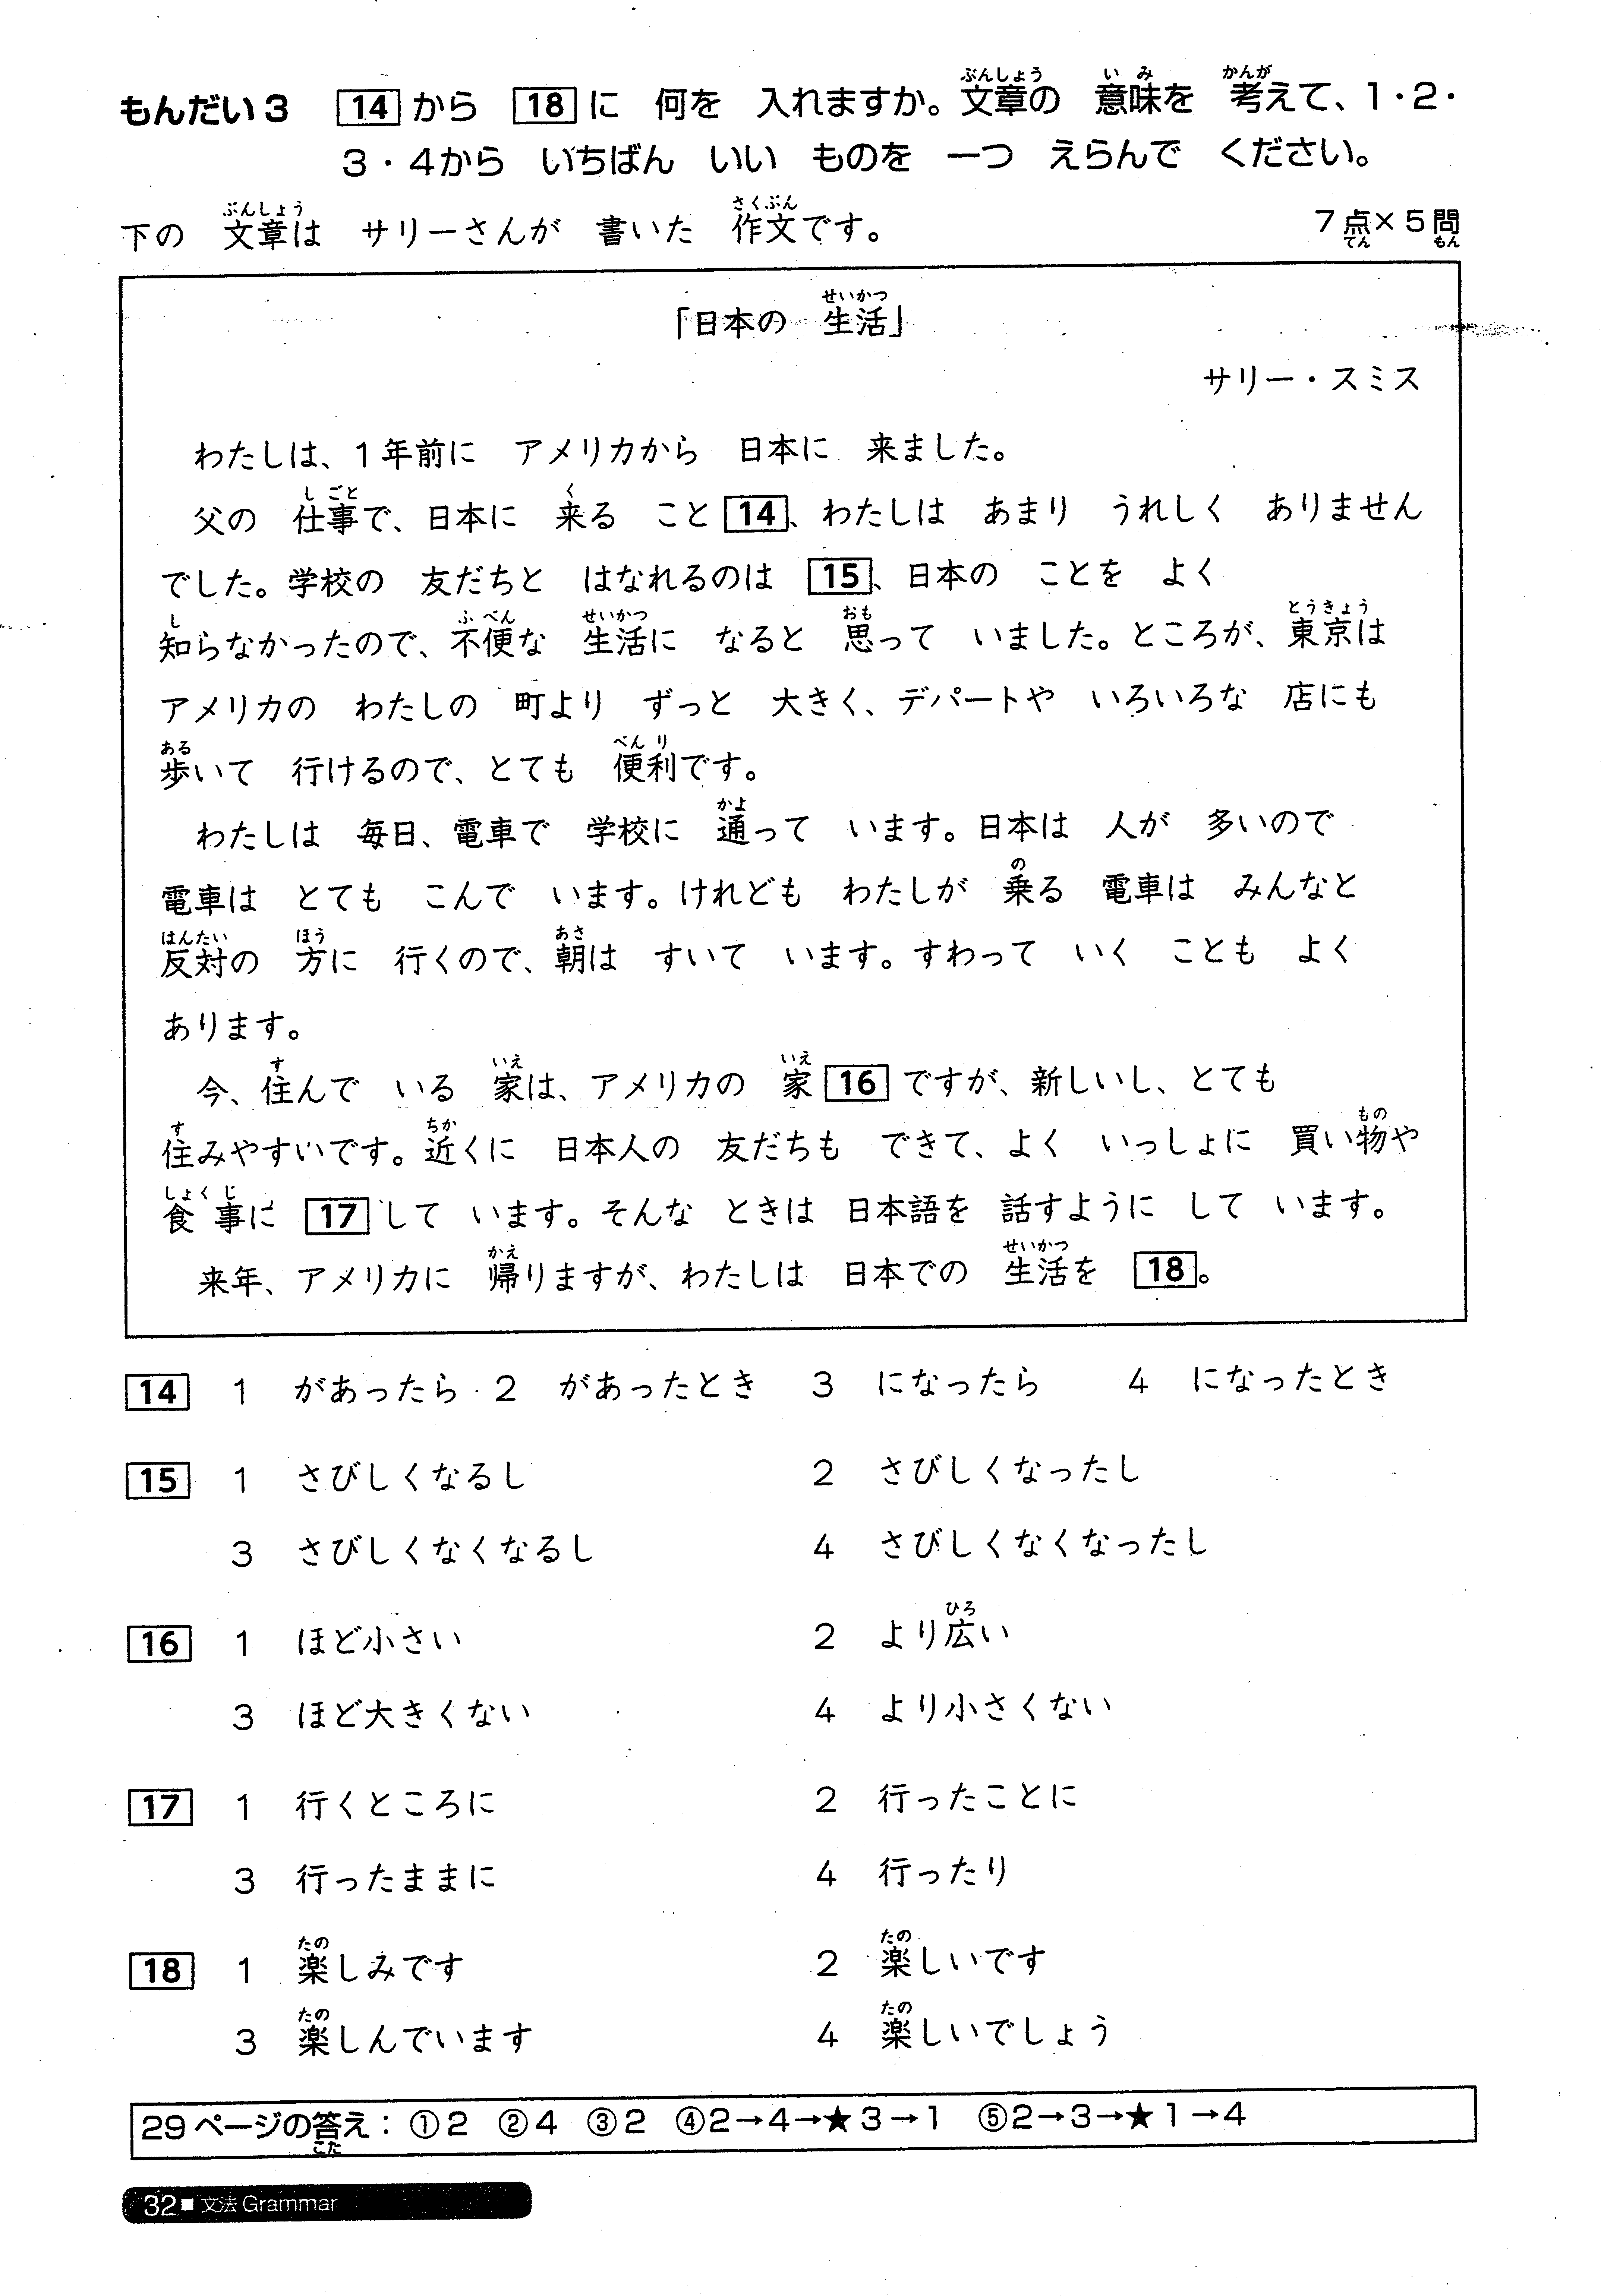 もんだい3　14から　18に　何を　入れますか。文章の　意味を　考えて、1・2・
3・4から　いちばん　いい　ものを　一つ　えらんで　ください。
下の　文章は　サリーさんが　書いた　作文です。　7点×5問
「日本の　生活」
サリー・スミス
わたしは、1年前に　アメリカから　日本に　来ました。
父の　仕事で、日本に　来る　こと14、わたしは　あまり　うれしく　ありません
でした。学校の　友だちと　はなれるのは　15、日本の　ことを　よく
知らなかったので、不便な　生活に　なると　思って　いました。ところが、東京は
アメリカの　わたしの　町より　ずっと　大きく、デパートや　いろいろな　店にも
歩いて　行けるので、とても　便利です。
わたしは　毎日、電車で　学校に　通って　います。日本は　人が　多いので
電車は　とても　こんで　います。けれども　わたしが　乗る　電車は　みんなと
反対の　方に　行くので、朝は　すいて　います。すわって　いく　ことも　よく
あります。
今、住んで　いる　家は、アメリカの　家16ですが、新しいし、とても
住みやすいです。近くに　日本人の　友だちも　できて、よく　いっしょに　買い物や
食事に　17して　います。そんな　ときは　日本語を　話すように　して　います。
来年、アメリカに　帰りますが、わたしは　日本での　生活を　18。
14　1　があったら　2　があったとき　3　になったら　4　になったとき
15　1　さびしくなるし　2　さびしくなったし
3　さびしくなくなるし　4　さびしくなくなったし
16　1　ほど小さい　2　より広い
3　ほど大きくない　4　より小さくない
17　1　行くところに　2　行ったことに
3　行ったままに　4　行ったり
18　1　楽しみです　2　楽しいです
3　楽しんでいます　4　楽しいでしょう
29ページの答え：①2　②4　③2　④2→4→★3→1　⑤2→3→★1→4
32■文法 Grammar